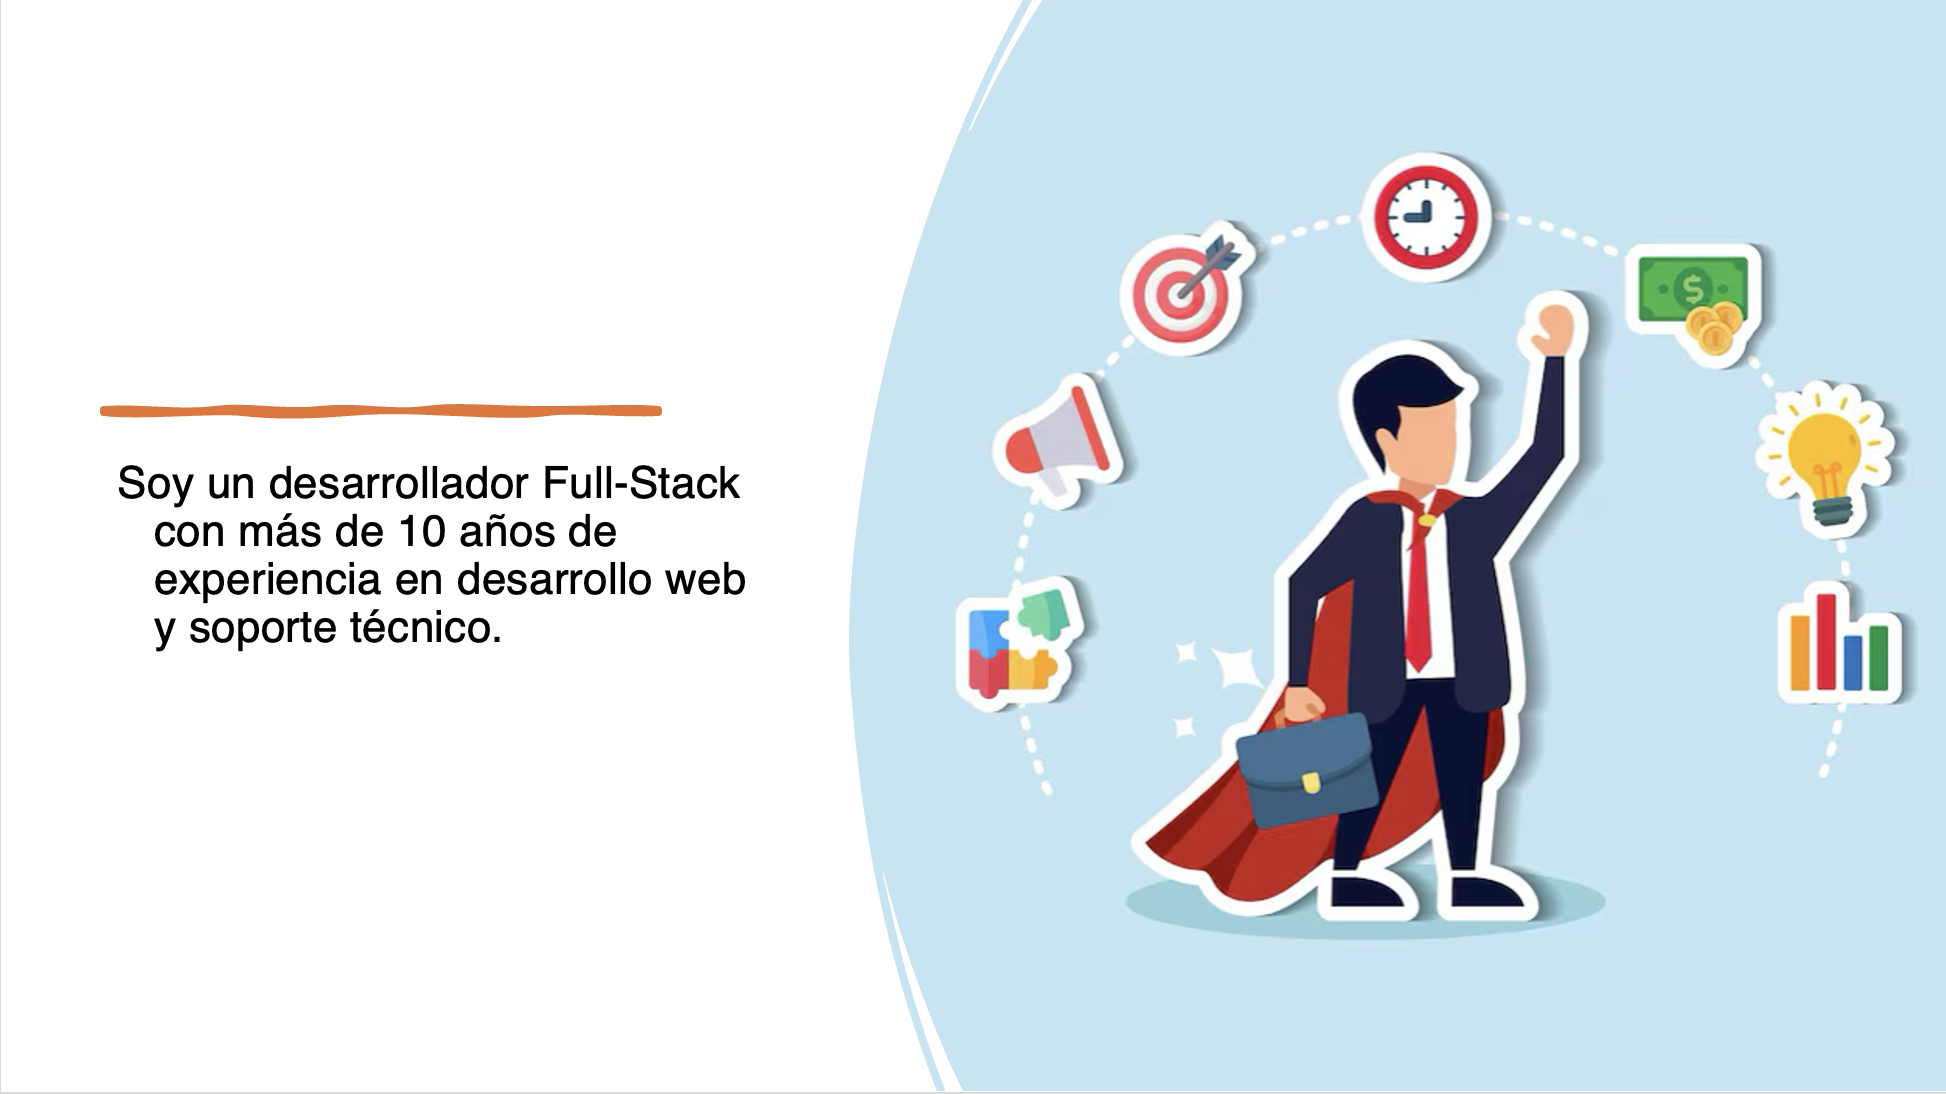 Soy un desarrollador Full-Stack
con más de 10 años de
experiencia en desarrollo web
y soporte técnico.
$